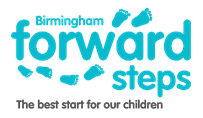 Birmingham
forward
steps
The best start for our children